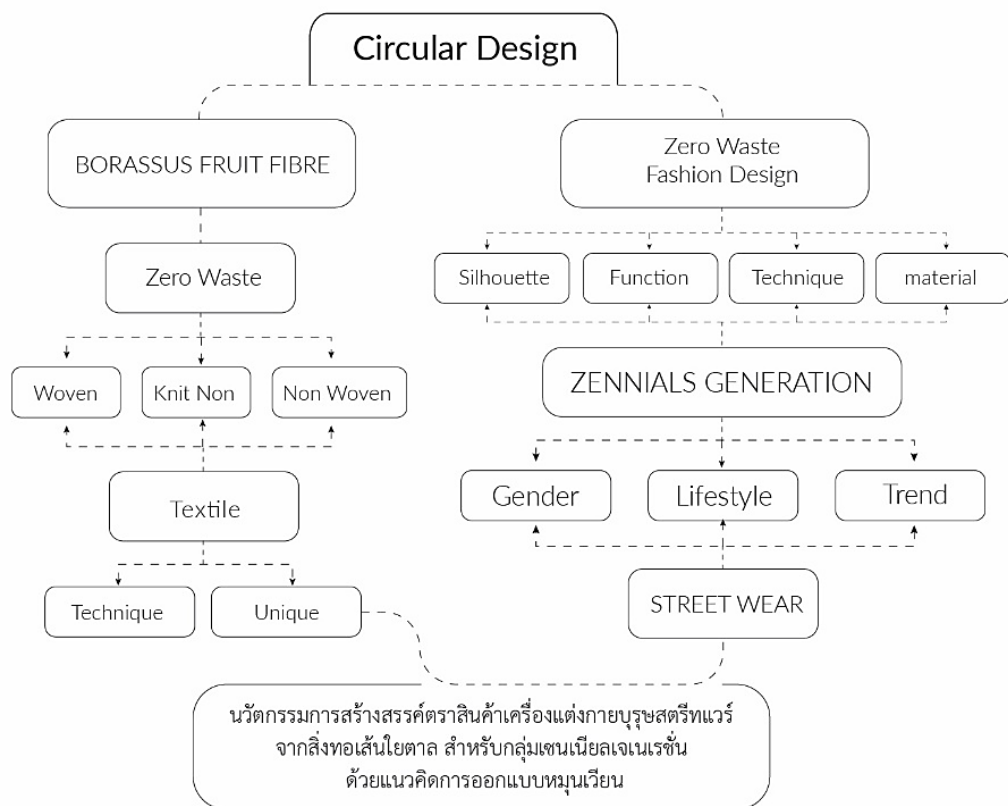 Circular Design
BORASSUS FRUIT FIBRE
Zero Waste
Fashion Design
Zero Waste
Silhouette
Function
Technique
material
Woven
Knit Non
Non Woven
ZENNIALS GENERATION
Textile
Gender
Lifestyle
Trend
Technique
Unique
STREET WEAR
นวัตกรรมการสร้างสรรค์ตราสินค้าเครื่องแต่งกายบุรุษสตรีทแวร์
จากสิ่งทอเส้นใยตาล สำหรับกลุ่มเซนเนียลเจเนเรชั่น
ด้วยแนวคิดการออกแบบหมุนเวียน